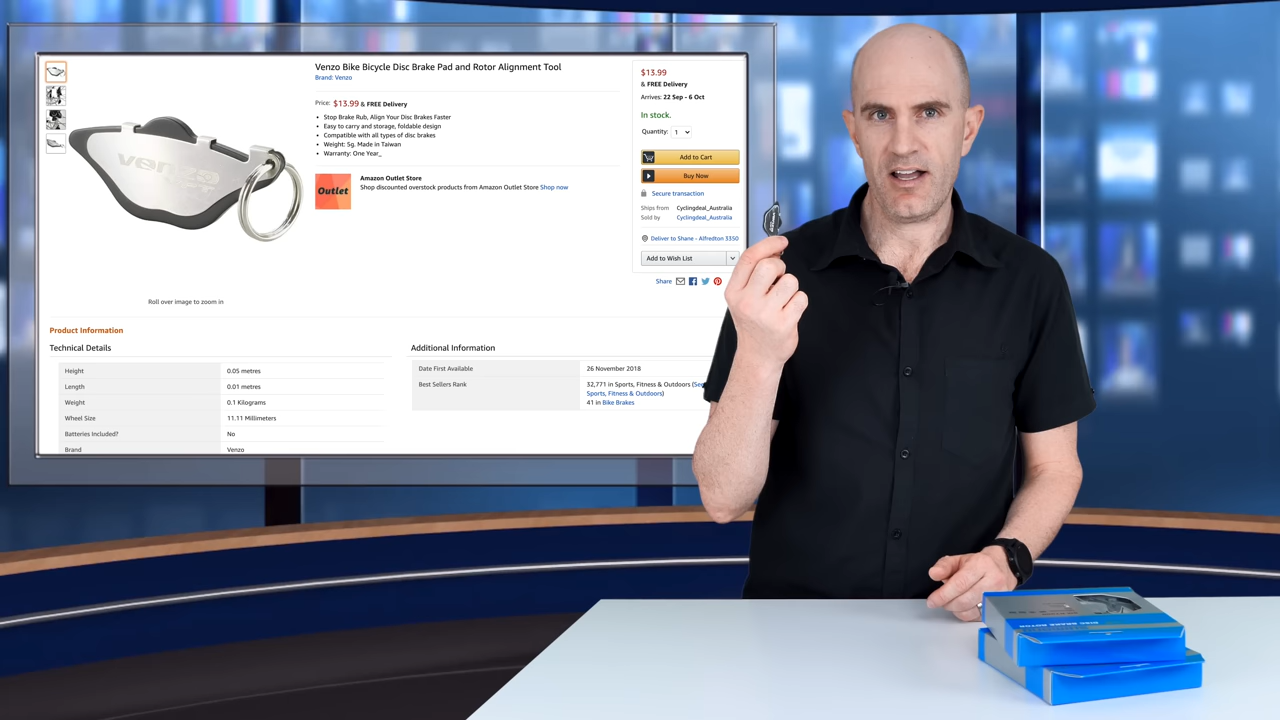 Venzo Bike Bicycle Disc Brake Pad and Rotor Alignment Tool
Brand: Venzo
Price: $13.99 & FREE Delivery
• Stop Brake Rub, Align Your Disc Brakes Faster
• Easy to carry and storage, foldable design
• Compatible with all types of disc brakes
• Weight: 5g. Made in Taiwan
• Warranty: One Year_
Outlet
Amazon Outlet Store
Shop discounted overstock products from Amazon Outlet Store Shop now
venzo
Roll over image to zoom in
$13.99
& FREE Delivery
Arrives: 22 Sep - 6 Oct
In stock.
Quantity: 1
Add to Cart
Buy Now
Secure transaction
Ships from Cyclingdeal_Australia
Sold by Cyclingdeal_Australia
Deliver to Shane - Alfredton 3350
Add to Wish List
Share
Product Information
Technical Details
Height 0.05 metres
Length 0.01 metres
Weight 0.1 Kilograms
Wheel Size 11.11 Millimeters
Batteries Included? No
Brand Venzo
Additional Information
Date First Available 26 November 2018
Best Sellers Rank 32,771 in Sports, Fitness & Outdoors
Sports, Fitness & Outdoors)
41 in Bike Brakes
DISC BRAKE ROTOR